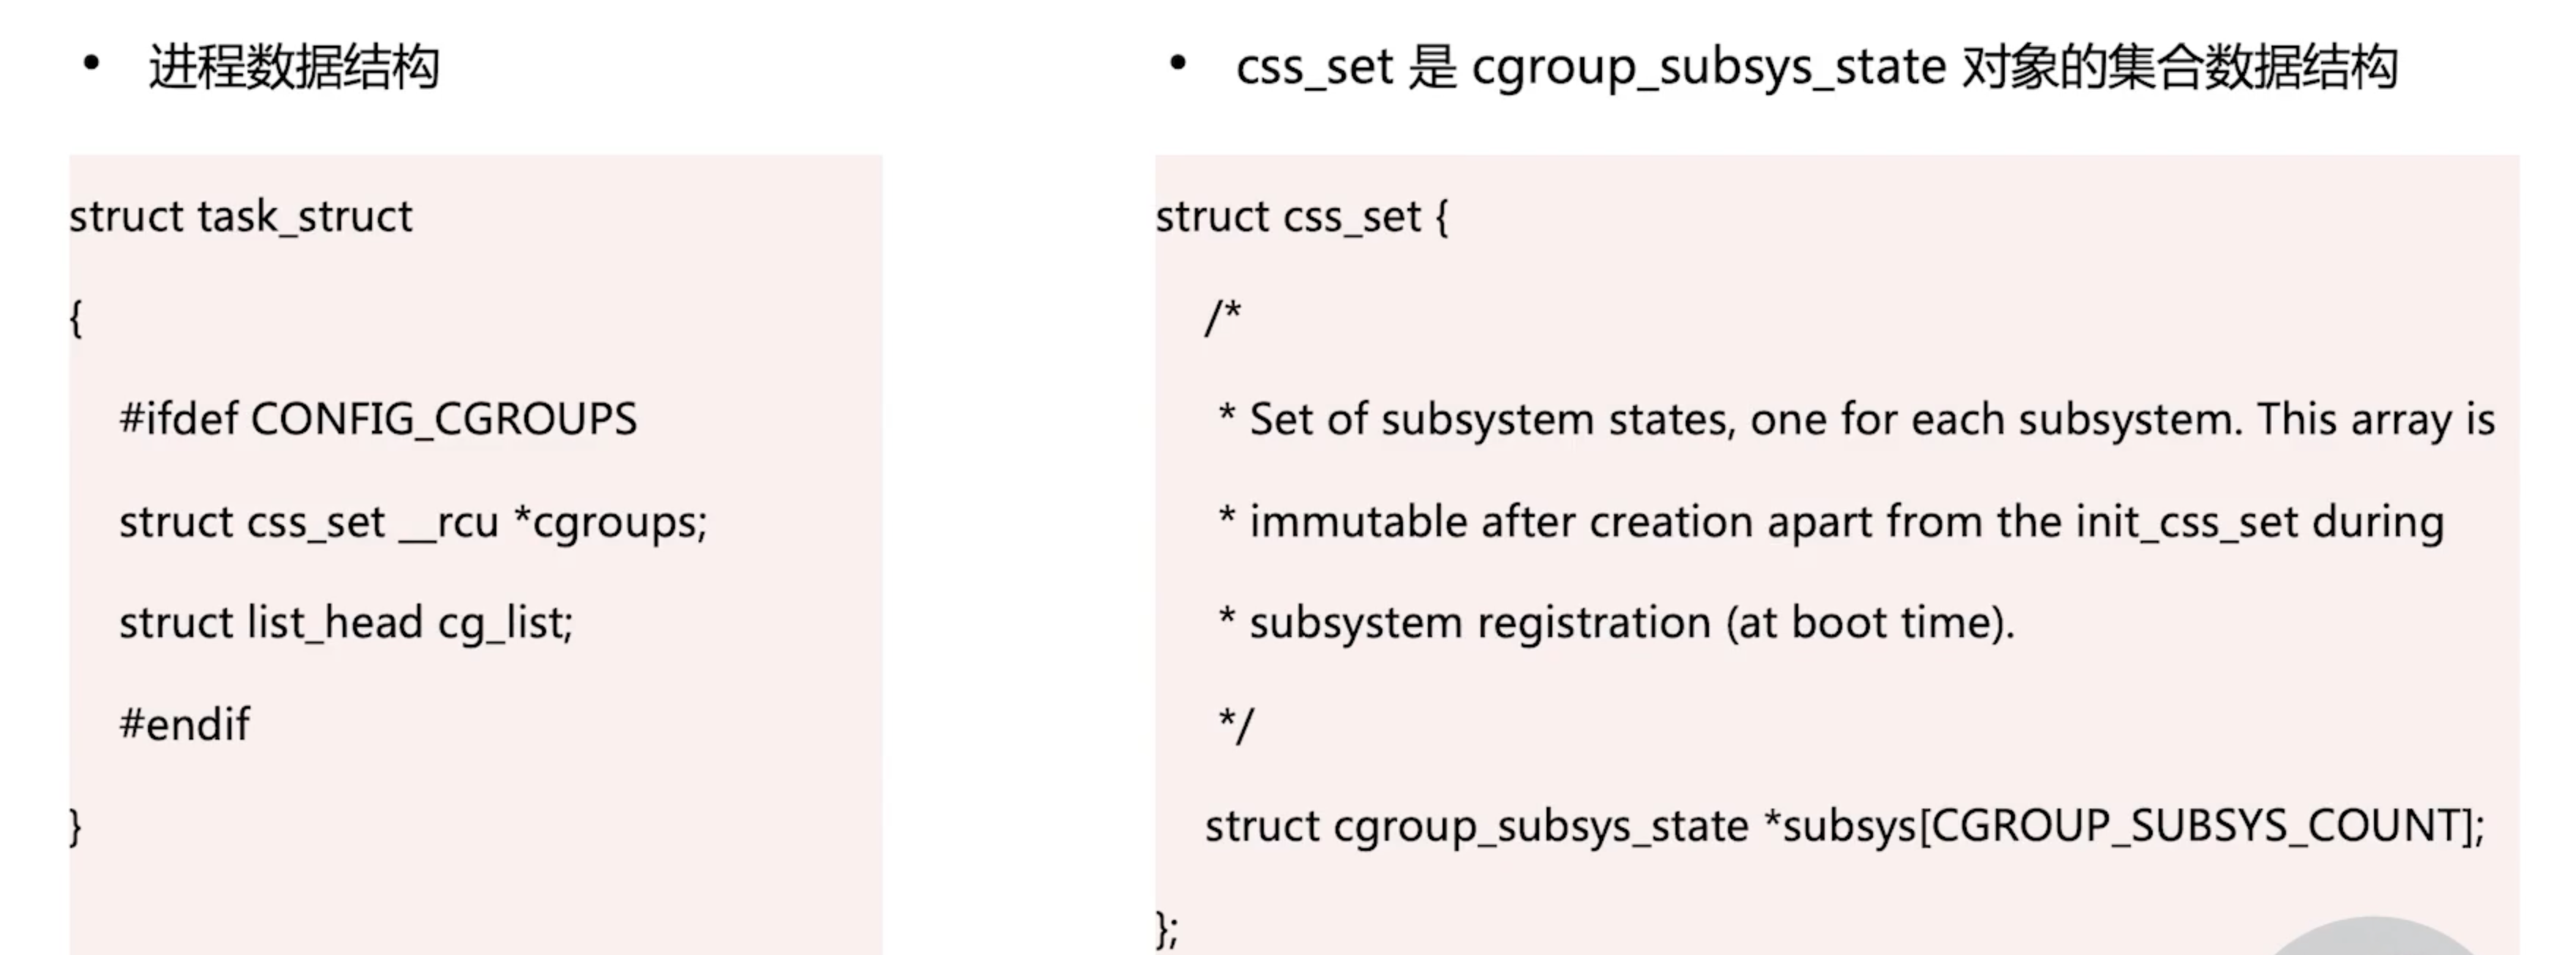 • 进程数据结构
struct task_struct
{
#ifdef CONFIG_CGROUPS
struct css_set __rcu *cgroups;
struct list_head cg_list;
#endif
}
• css_set 是 cgroup_subsys_state 对象的集合数据结构
struct css_set {
/*
* Set of subsystem states, one for each subsystem. This array is
* immutable after creation apart from the init_css_set during
* subsystem registration (at boot time).
*/
struct cgroup_subsys_state *subsys[CGROUP_SUBSYS_COUNT];
};